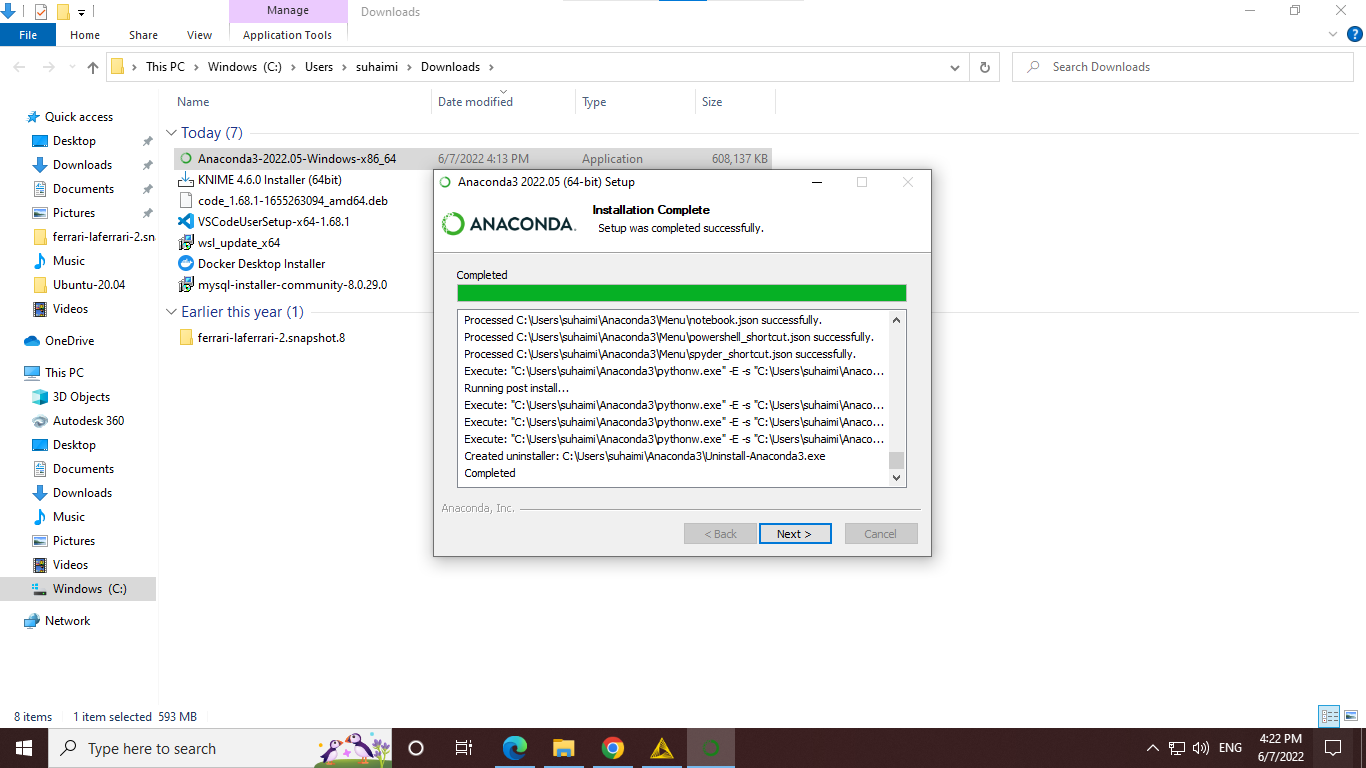 Manage
Downloads
File
Home
Share
View
Application Tools
This PC
Windows (C:)
Users
suhaimi
Downloads
Search Downloads
Name
Date modified
Type
Size
Quick access
Desktop
Downloads
Documents
Pictures
ferrari-laferrari-2.sn
Music
Ubuntu-20.04
Videos
OneDrive
This PC
3D Objects
Autodesk 360
Desktop
Documents
Downloads
Music
Pictures
Videos
Windows (C:)
Network
Today (7)
Anaconda3-2022.05-Windows-x86_64 6/7/2022 4:13 PM Application 608,137 KB
KNIME 4.6.0 Installer (64bit)
code_1.68.1-1655263094_amd64.deb
VSCodeUserSetup-x64-1.68.1
wsl_update_x64
Docker Desktop Installer
mysql-installer-community-8.0.29.0
Earlier this year (1)
ferrari-laferrari-2.snapshot.8
Anaconda3 2022.05 (64-bit) Setup
ANACONDA.
Installation Complete
Setup was completed successfully.
Completed
Processed C:\Users\suhaimi\Anaconda3\Menu\notebook.json successfully.
Processed C:\Users\suhaimi\Anaconda3\Menu\powershell_shortcut.json successfully.
Processed C:\Users\suhaimi\Anaconda3\Menu\spyder_shortcut.json successfully.
Execute: "C:\Users\suhaimi\Anaconda3\pythonw.exe" -E -s "C:\Users\suhaimi\Anaco...
Running post install...
Execute: "C:\Users\suhaimi\Anaconda3\pythonw.exe" -E -s "C:\Users\suhaimi\Anaco...
Execute: "C:\Users\suhaimi\Anaconda3\pythonw.exe" -E -s "C:\Users\suhaimi\Anaco...
Execute: "C:\Users\suhaimi\Anaconda3\pythonw.exe" -E -s "C:\Users\suhaimi\Anaco...
Created uninstaller: C:\Users\suhaimi\Anaconda3\Uninstall-Anaconda3.exe
Completed
Anaconda, Inc.
< Back
Next >
Cancel
8 items 1 item selected 593 MB
Type here to search
ENG
4:22 PM
6/7/2022